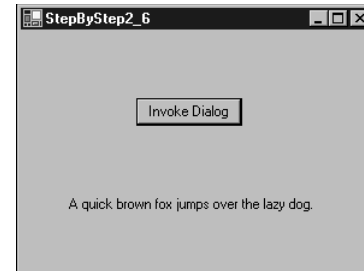 StepByStep2_6
Invoke Dialog
A quick brown fox jumps over the lazy dog.